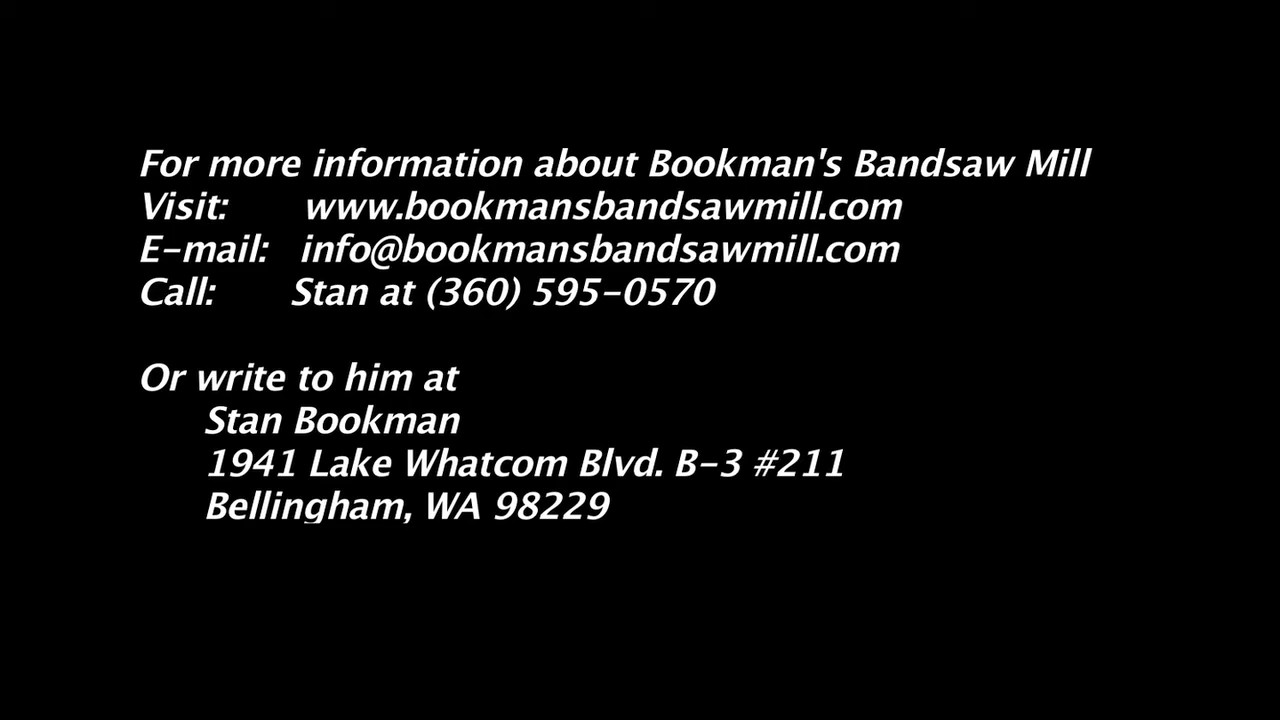 For more information about Bookman's Bandsaw Mill
Visit: www.bookmansbandsawmill.com
E-mail: info@bookmansbandsawmill.com
Call: Stan at (360) 595-0570
Or write to him at
Stan Bookman
1941 Lake Whatcom Blvd. B-3 #211
Bellingham, WA 98229